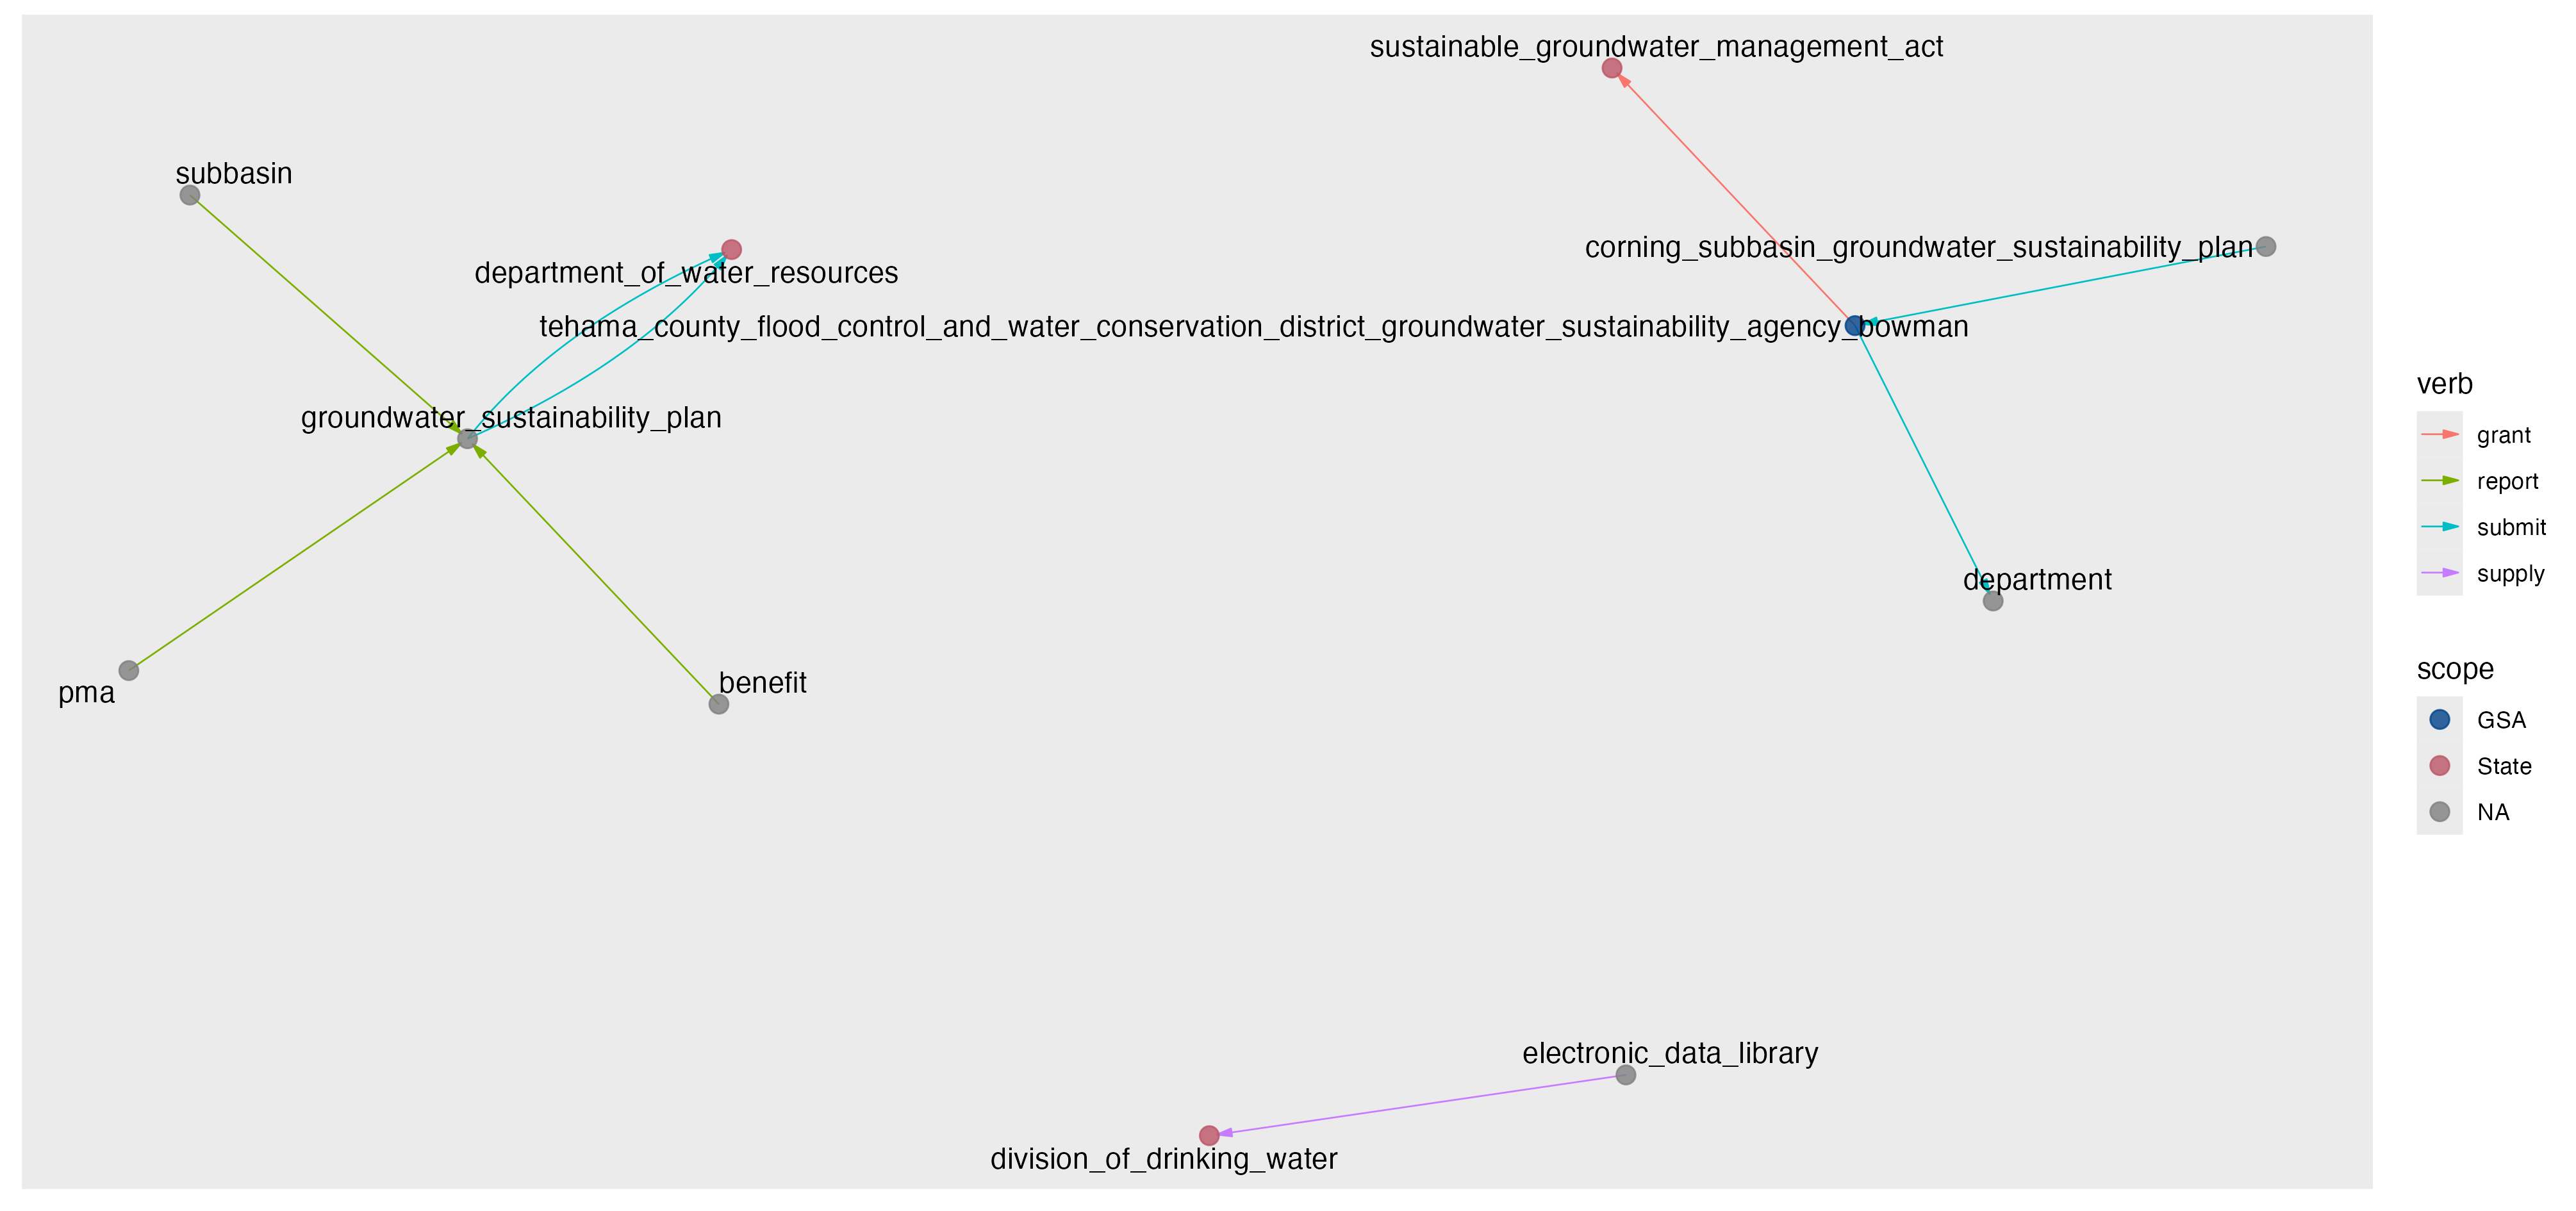 sustainable_groundwater_management_act
subbasin
corning_subbasin_groundwater_sustainability_plan
department_of_water_resources
tehama_county_flood_control_and_water_conservation_district_groundwater_sustainability_agency_bowman
groundwater_sustainability_plan
department
benefit
pma
electronic_data_library
division_of_drinking_water
verb
grant
report
submit
supply
scope
GSA
State
NA